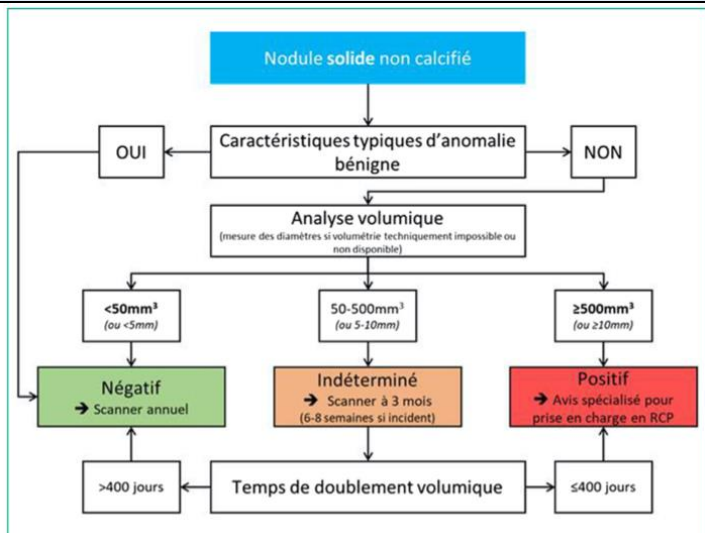 Nodule solide non calcifié
OUI
Caractéristiques typiques d'anomalie
bénigne
NON
Analyse volumique
(mesure des diamètres si volumétrie techniquement impossible ou
non disponible)
<50mm³
(ou <5mm)
50-500mm³
(ou 5-10mm)
≥500mm³
(ou ≥10mm)
Négatif
➔ Scanner annuel
Indéterminé
➔ Scanner à 3 mois
(6-8 semaines si incident)
Positif
➔ Avis spécialisé pour
prise en charge en RCP
>400 jours
Temps de doublement volumique
≤400 jours